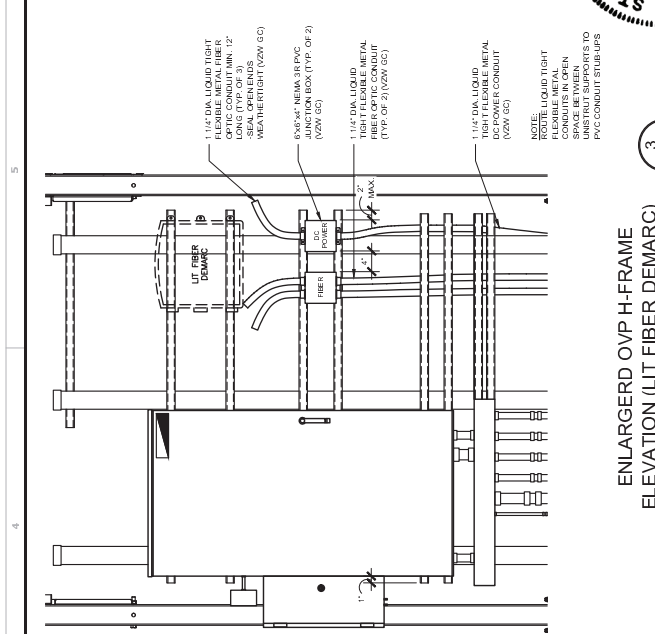 5
4
1 1/4" DIA. LIQUID TIGHT
FLEXIBLE METAL FIBER
OPTIC CONDUIT MIN. 12"
LONG (TYP. OF 3)
-SEAL OPEN ENDS
WEATHERTIGHT (VZW GC)
6"x6"x4" NEMA 3R PVC
JUNCTION BOX (TYP. OF 2)
(VZW GC)
1 1/4" DIA. LIQUID
TIGHT FLEXIBLE METAL
FIBER OPTIC CONDUIT
(TYP. OF 2) (VZW GC)
1 1/4" DIA. LIQUID
TIGHT FLEXIBLE METAL
DC POWER CONDUIT
(VZW GC)
NOTE:
ROUTE LIQUID TIGHT
FLEXIBLE METAL
CONDUITS IN OPEN
SPACE BETWEEN
UNISTRUT SUPPORTS TO
PVC CONDUIT STUB-UPS
LIT FIBER
DEMARC
DC
POWER
FIBER
2"
MAX.
4"
1"
ENLARGERD OVP H-FRAME
ELEVATION (LIT FIBER DEMARC)
3
ST